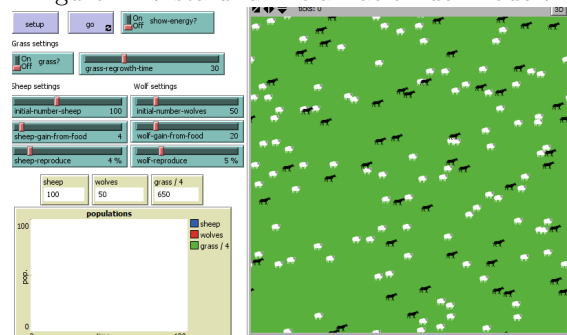 setup
go
On
Off
show-energy?
Grass settings
On
Off
grass?
grass-regrowth-time 30
Sheep settings
Wolf settings
initial-number-sheep 100
initial-number-wolves 50
sheep-gain-from-food 4
wolf-gain-from-food 20
sheep-reproduce 4 %
wolf-reproduce 5 %
sheep
100
wolves
50
grass / 4
650
populations
100
pop.
0
sheep
wolves
grass / 4
ticks: 0
3D